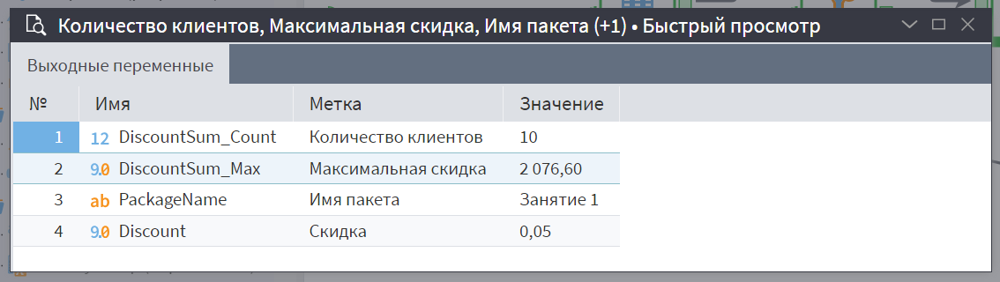 Количество клиентов, Максимальная скидка, Имя пакета (+1) • Быстрый просмотр
Выходные переменные
№ Имя Метка Значение
1 12 DiscountSum_Count Количество клиентов 10
2 9.0 DiscountSum_Max Максимальная скидка 2 076,60
3 ab PackageName Имя пакета Занятие 1
4 9.0 Discount Скидка 0,05